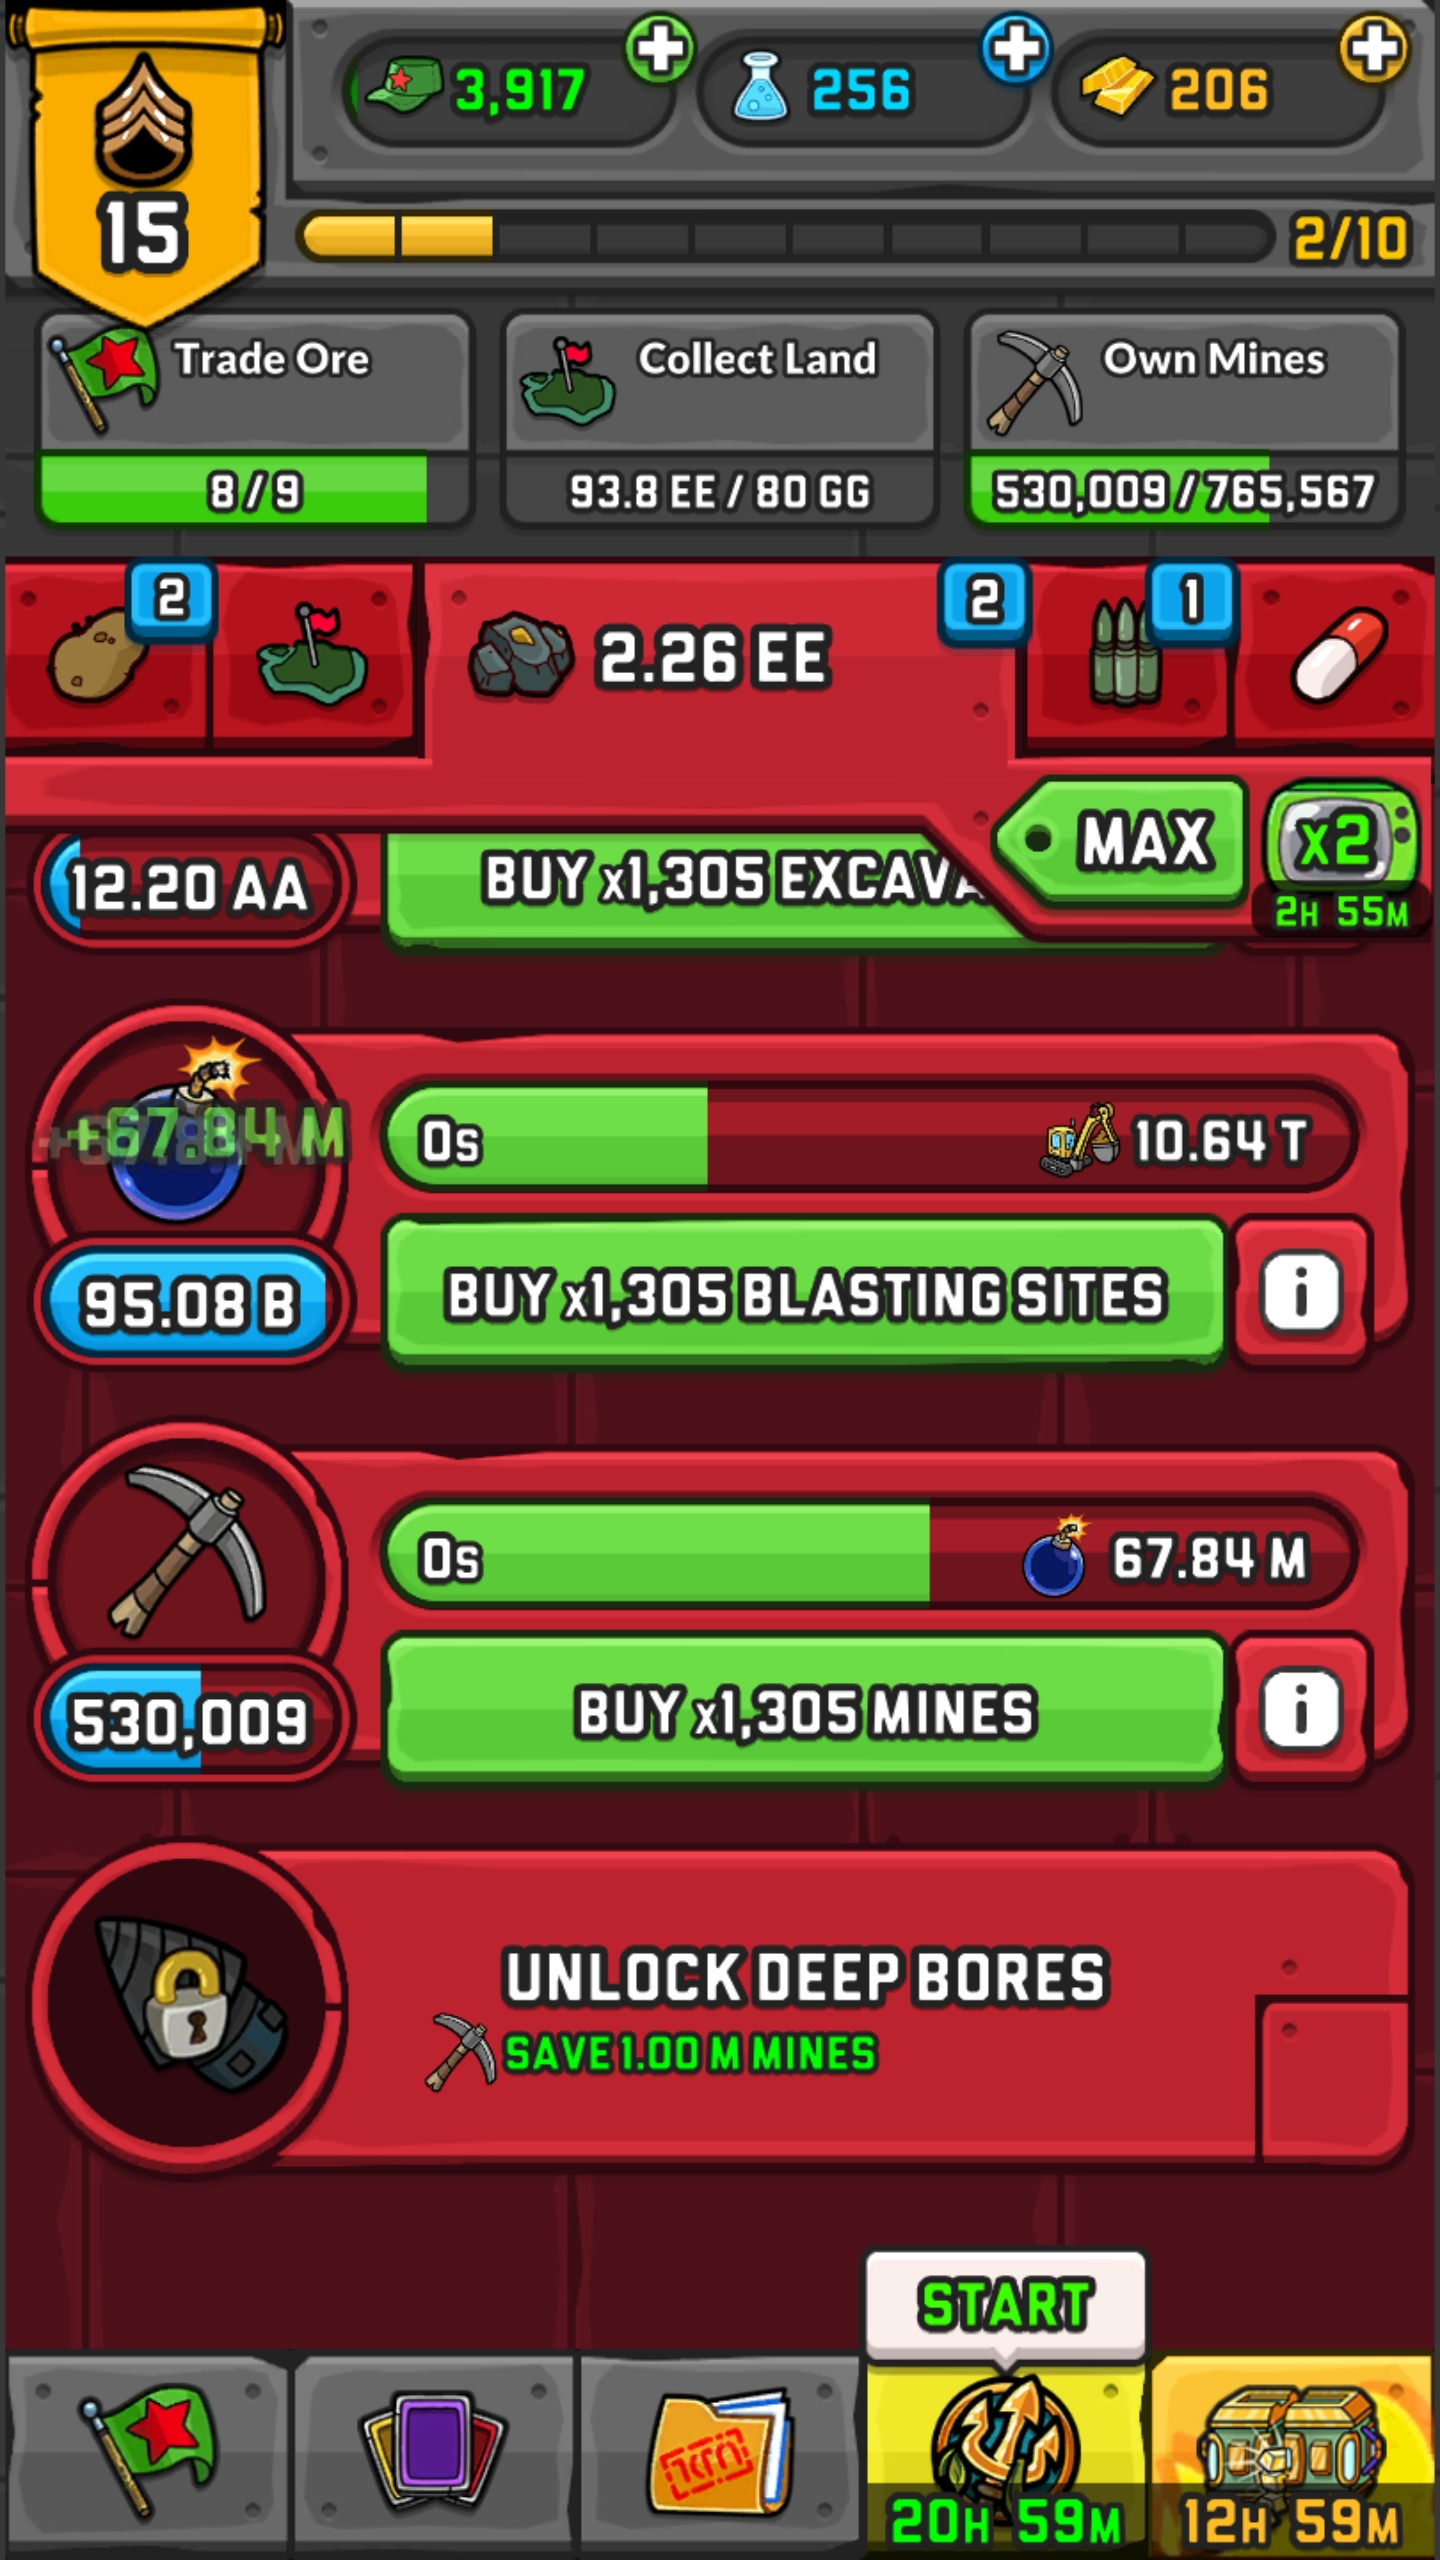 3,917
256
206
15
2/10
Trade Ore
Collect Land
Own Mines
8/9
93.8 EE / 80 GG
530,009 / 765,567
2
2.26 EE
2
1
MAX
x2
2H 55M
12.20 AA
BUY x1,305 EXCAVA
+67.84 M
0s
10.64 T
95.08 B
BUY x1,305 BLASTING SITES
i
0s
67.84 M
530,009
BUY x1,305 MINES
i
UNLOCK DEEP BORES
SAVE 1.00 M MINES
START
20H 59M
12H 59M